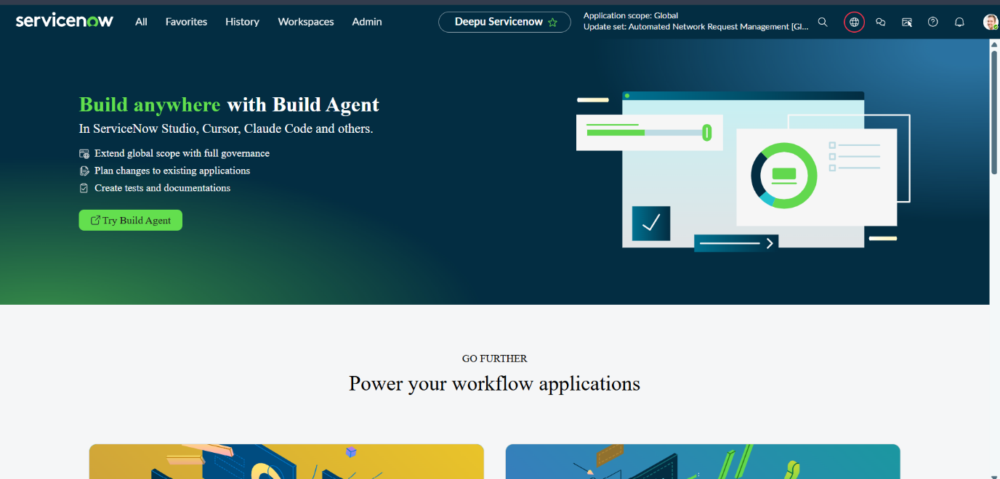 servicenow
All
Favorites
History
Workspaces
Admin
Deepu Servicenow
Application scope: Global
Update set: Automated Network Request Management [Gl...
Build anywhere with Build Agent
In ServiceNow Studio, Cursor, Claude Code and others.
Extend global scope with full governance
Plan changes to existing applications
Create tests and documentations
Try Build Agent
GO FURTHER
Power your workflow applications